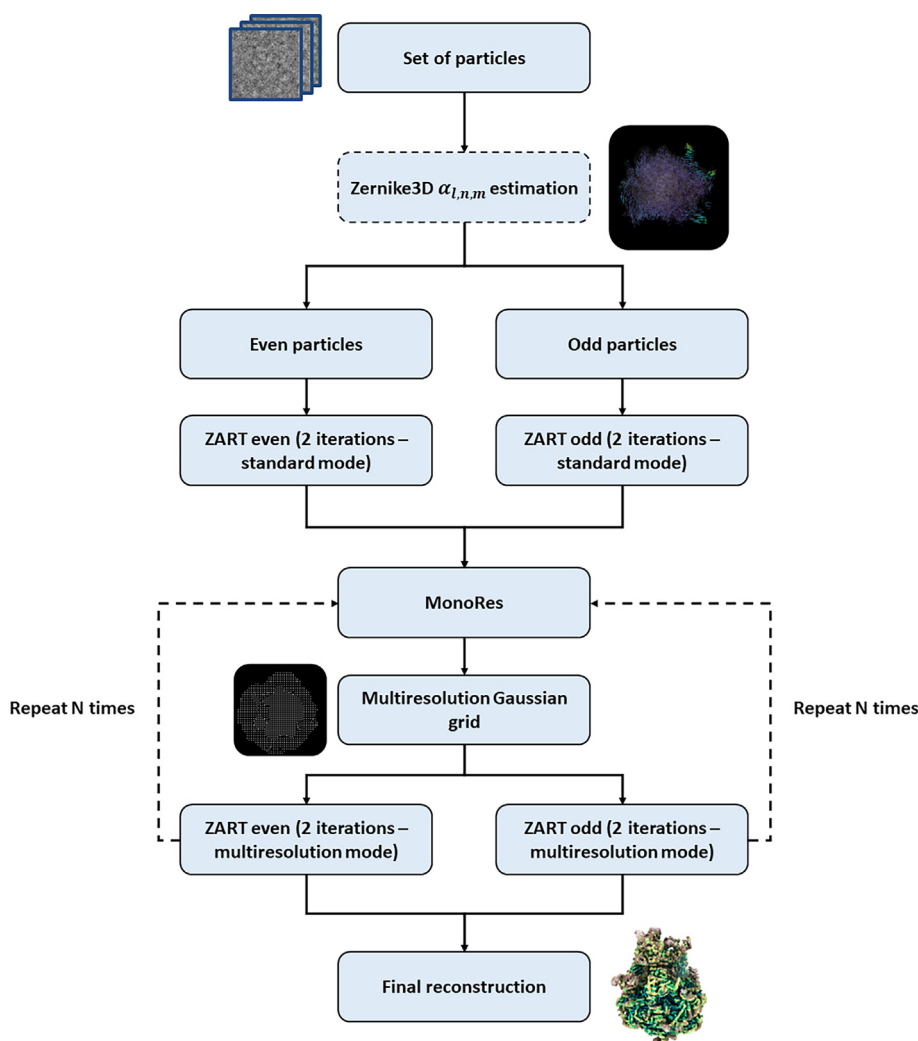 Set of particles
Zernike3D α_{l,n,m} estimation
Even particles
Odd particles
ZART even (2 iterations –
standard mode)
ZART odd (2 iterations –
standard mode)
MonoRes
Repeat N times
Multiresolution Gaussian
grid
Repeat N times
ZART even (2 iterations –
multiresolution mode)
ZART odd (2 iterations –
multiresolution mode)
Final reconstruction